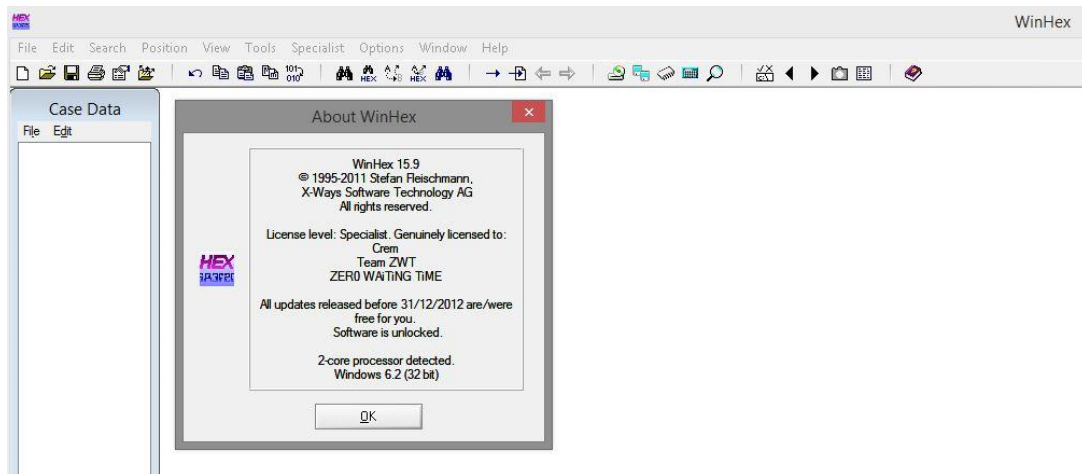 WinHex
File Edit Search Position View Tools Specialist Options Window Help
Case Data
File Edit
About WinHex
WinHex 15.9
© 1995-2011 Stefan Fleischmann,
X-Ways Software Technology AG
All rights reserved.
License level: Specialist. Genuinely licensed to:
Crem
Team ZWT
ZER0 WAiTiNG TiME
All updates released before 31/12/2012 are/were
free for you.
Software is unlocked.
2-core processor detected.
Windows 6.2 (32 bit)
HEX
OK